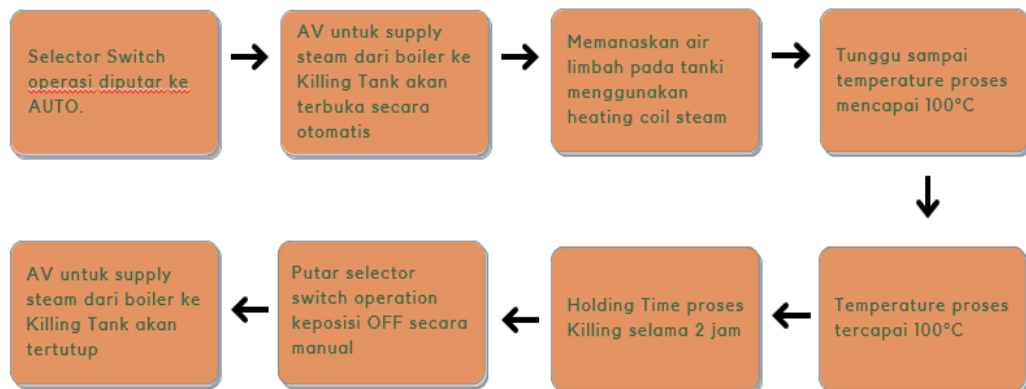 Selector Switch
operasi diputar ke
AUTO.
AV untuk supply
steam dari boiler ke
Killing Tank akan
terbuka secara
otomatis
Memanaskan air
limbah pada tanki
menggunakan
heating coil steam
Tunggu sampai
temperature proses
mencapai 100°C
Temperature proses
tercapai 100°C
Holding Time proses
Killing selama 2 jam
Putar selector
switch operation
keposisi OFF secara
manual
AV untuk supply
steam dari boiler ke
Killing Tank akan
tertutup